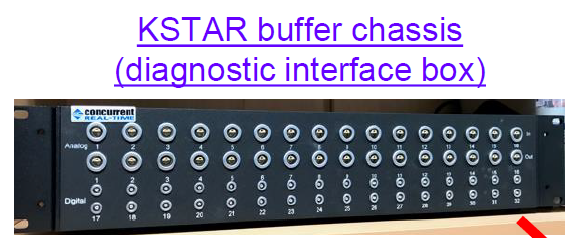 KSTAR buffer chassis
(diagnostic interface box)
concurrent
REAL-TIME
Analog 1 2 3 4 5 6 7 8 9 10 11 12 13 14 15 16 In
Out
1 2 3 4 5 6 7 8 9 10 11 12 13 14 15 16
Digital
17 18 19 20 21 22 23 24 25 26 27 28 29 30 31 32